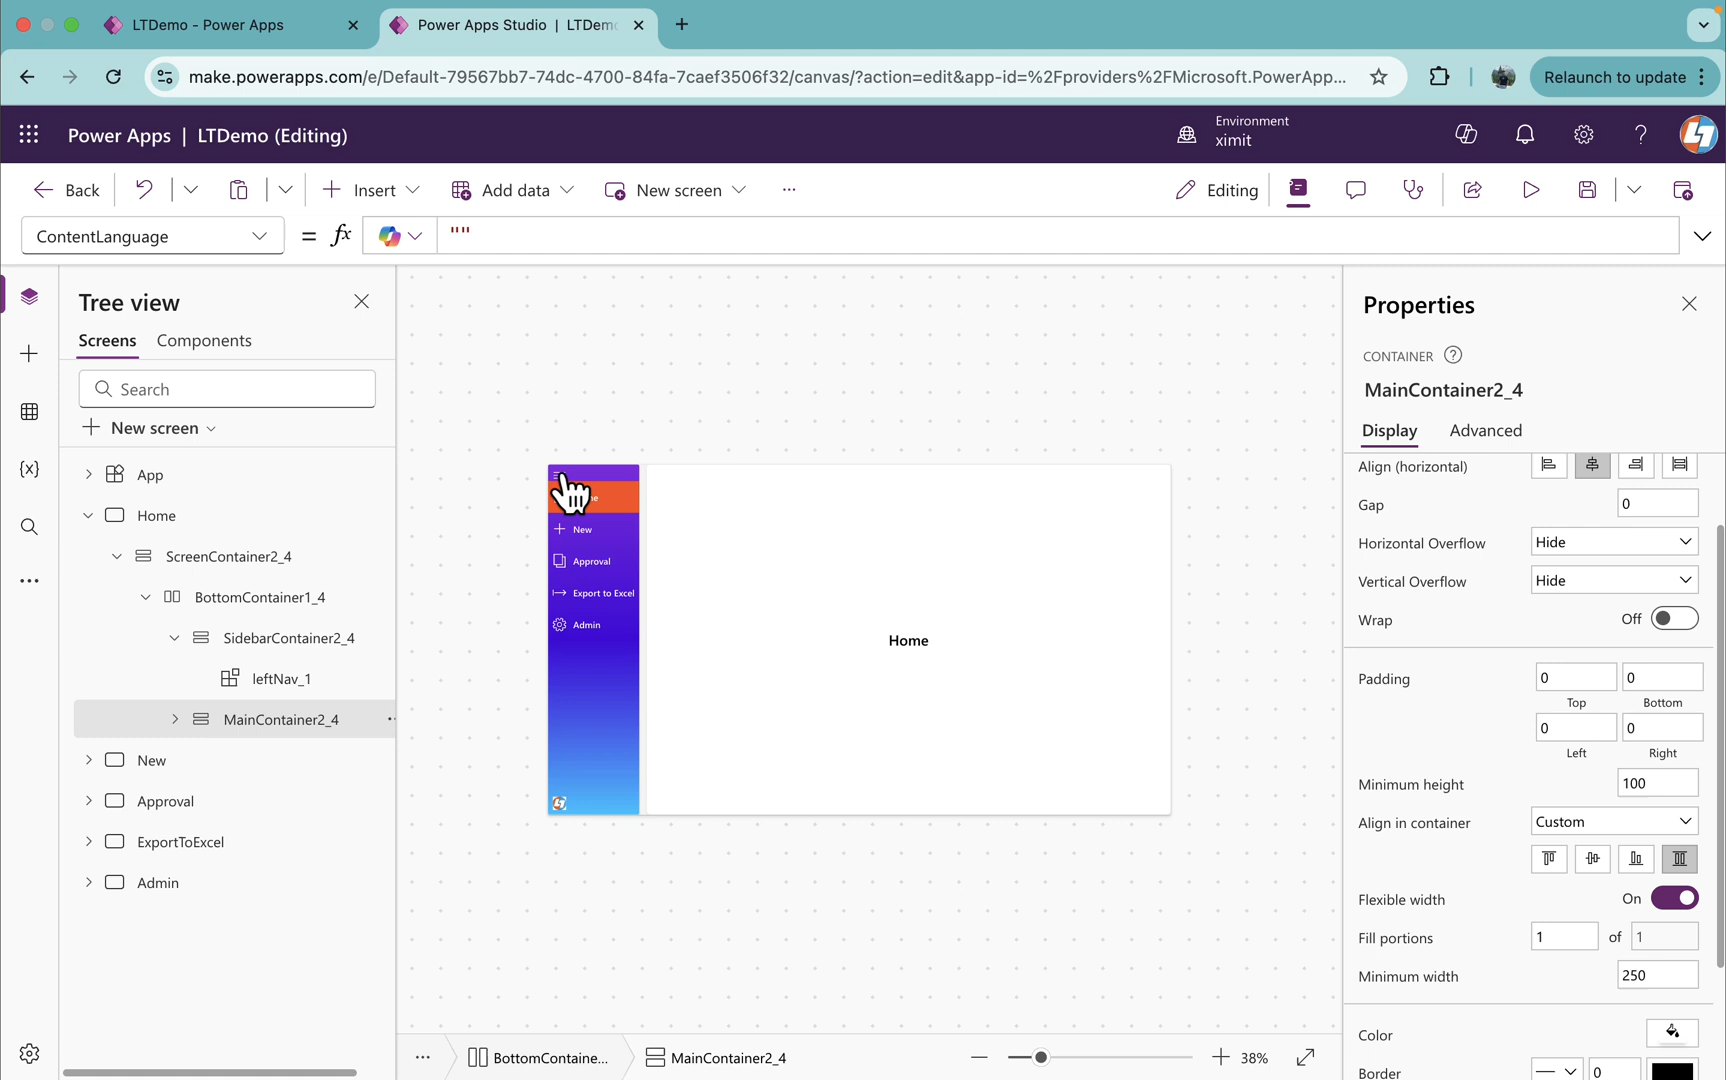 LTDemo - Power Apps
Power Apps Studio | LTDemo
make.powerapps.com/e/Default-79567bb7-74dc-4700-84fa-7caef3506f32/canvas/?action=edit&app-id=%2Fproviders%2FMicrosoft.PowerApp...
Relaunch to update
Power Apps | LTDemo (Editing)
Environment
ximit
Back
Insert
Add data
New screen
...
Editing
ContentLanguage
= fx
""
Tree view
Screens
Components
Search
New screen
App
Home
ScreenContainer2_4
BottomContainer1_4
SidebarContainer2_4
leftNav_1
MainContainer2_4
New
Approval
ExportToExcel
Admin
New
Approval
Export to Excel
Admin
Home
Properties
CONTAINER
MainContainer2_4
Display
Advanced
Align (horizontal)
Gap
0
Horizontal Overflow
Hide
Vertical Overflow
Hide
Wrap
Off
Padding
0
0
Top
Bottom
0
0
Left
Right
Minimum height
100
Align in container
Custom
Flexible width
On
Fill portions
1 of 1
Minimum width
250
Color
Border
0
...
BottomContaine...
MainContainer2_4
38%